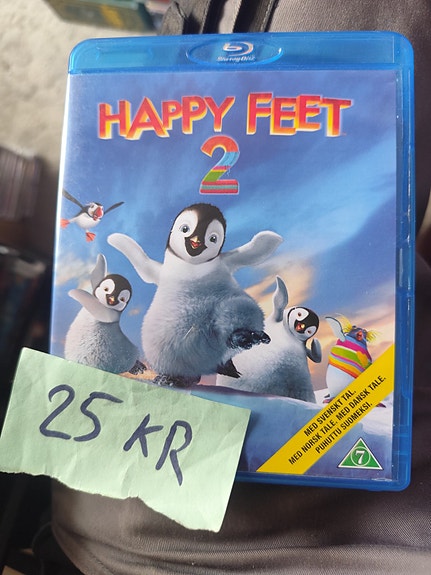 Blu-ray Disc
HAPPY FEET
2
MED SVENSKT TAL.
MED NORSK TALE. MED DANSK TALE.
PUHUTTU SUOMEKSI.
7
25 KR